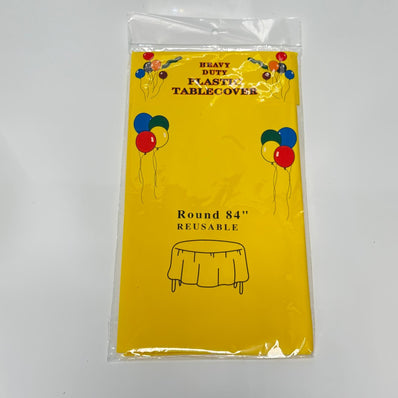 HEAVY
DUTY
PLASTIC
TABLECOVER
Round 84"
REUSABLE